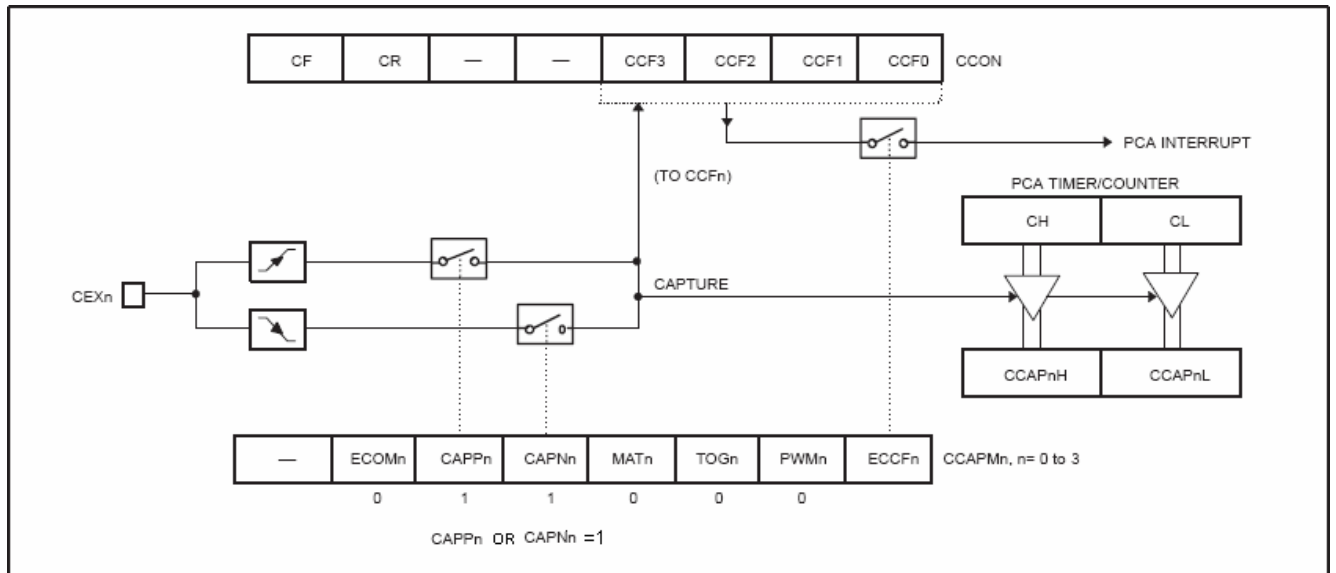 CF CR — — CCF3 CCF2 CCF1 CCF0 CCON
PCA INTERRUPT
(TO CCFn)
PCA TIMER/COUNTER
CH CL
CEXn
CAPTURE
CCAPnH CCAPnL
— ECOMn CAPPn CAPNn MATn TOGn PWMn ECCFn CCAPMn, n= 0 to 3
0 1 1 0 0 0
CAPPn OR CAPNn =1